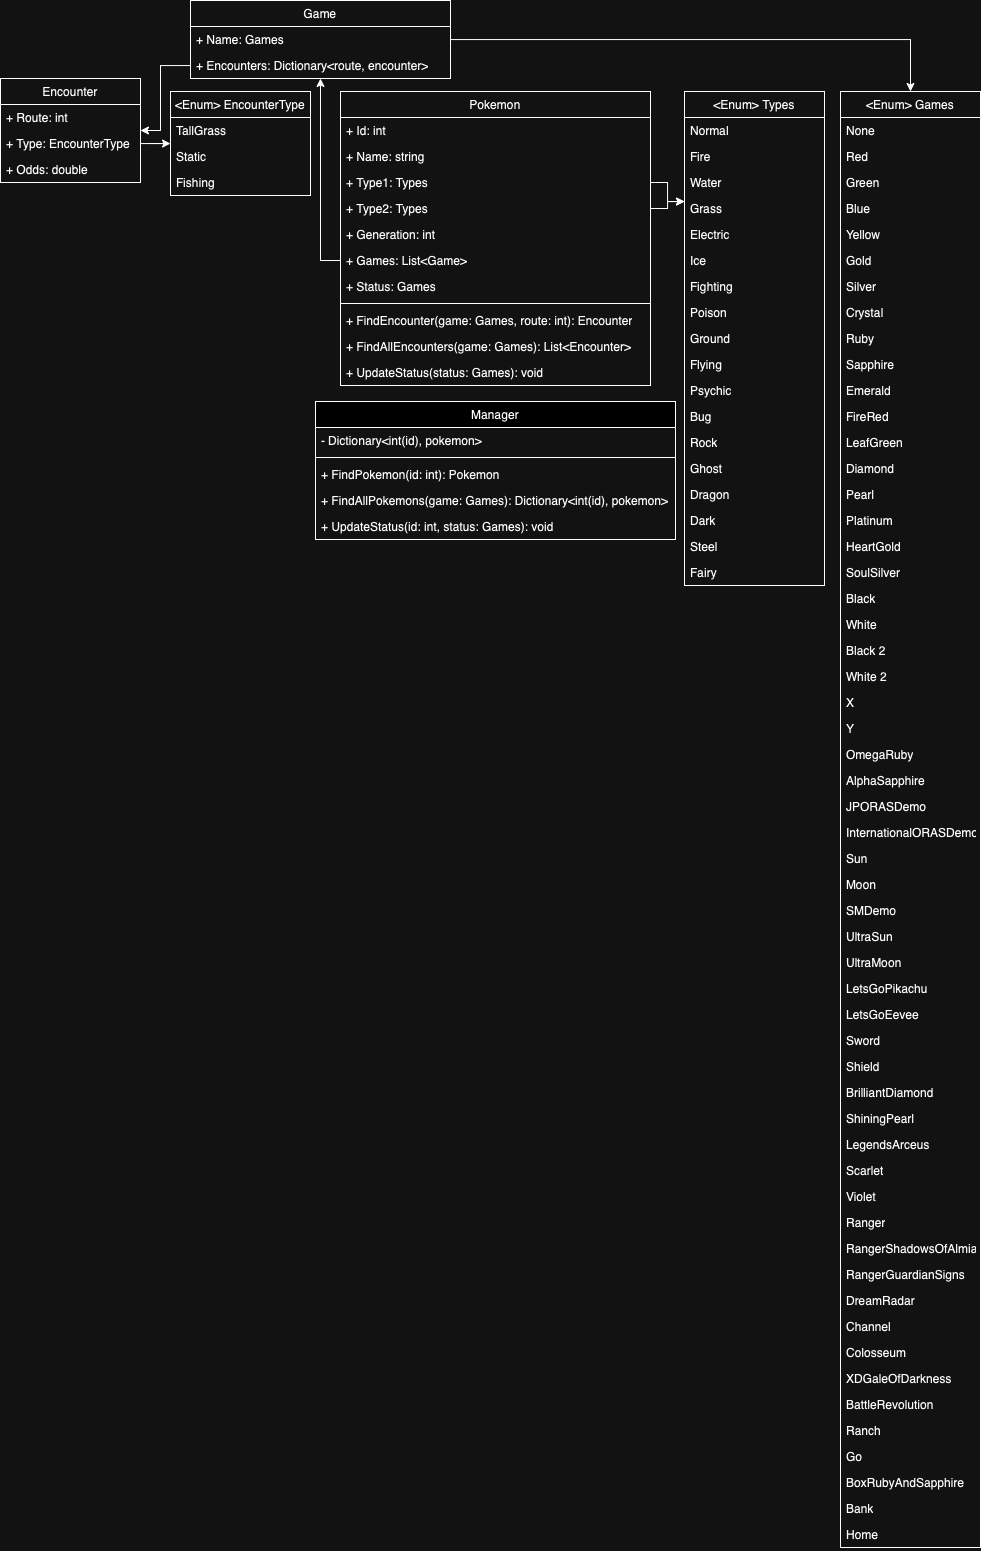 Game
+ Name: Games
+ Encounters: Dictionary<route, encounter>
Encounter
+ Route: int
+ Type: EncounterType
+ Odds: double
<Enum> EncounterType
TallGrass
Static
Fishing
Pokemon
+ Id: int
+ Name: string
+ Type1: Types
+ Type2: Types
+ Generation: int
+ Games: List<Game>
+ Status: Games
+ FindEncounter(game: Games, route: int): Encounter
+ FindAllEncounters(game: Games): List<Encounter>
+ UpdateStatus(status: Games): void
Manager
- Dictionary<int(id), pokemon>
+ FindPokemon(id: int): Pokemon
+ FindAllPokemons(game: Games): Dictionary<int(id), pokemon>
+ UpdateStatus(id: int, status: Games): void
<Enum> Types
Normal
Fire
Water
Grass
Electric
Ice
Fighting
Poison
Ground
Flying
Psychic
Bug
Rock
Ghost
Dragon
Dark
Steel
Fairy
<Enum> Games
None
Red
Green
Blue
Yellow
Gold
Silver
Crystal
Ruby
Sapphire
Emerald
FireRed
LeafGreen
Diamond
Pearl
Platinum
HeartGold
SoulSilver
Black
White
Black 2
White 2
X
Y
OmegaRuby
AlphaSapphire
JPORASDemo
InternationalORASDemo
Sun
Moon
SMDemo
UltraSun
UltraMoon
LetsGoPikachu
LetsGoEevee
Sword
Shield
BrilliantDiamond
ShiningPearl
LegendsArceus
Scarlet
Violet
Ranger
RangerShadowsOfAlmia
RangerGuardianSigns
DreamRadar
Channel
Colosseum
XDGaleOfDarkness
BattleRevolution
Ranch
Go
BoxRubyAndSapphire
Bank
Home